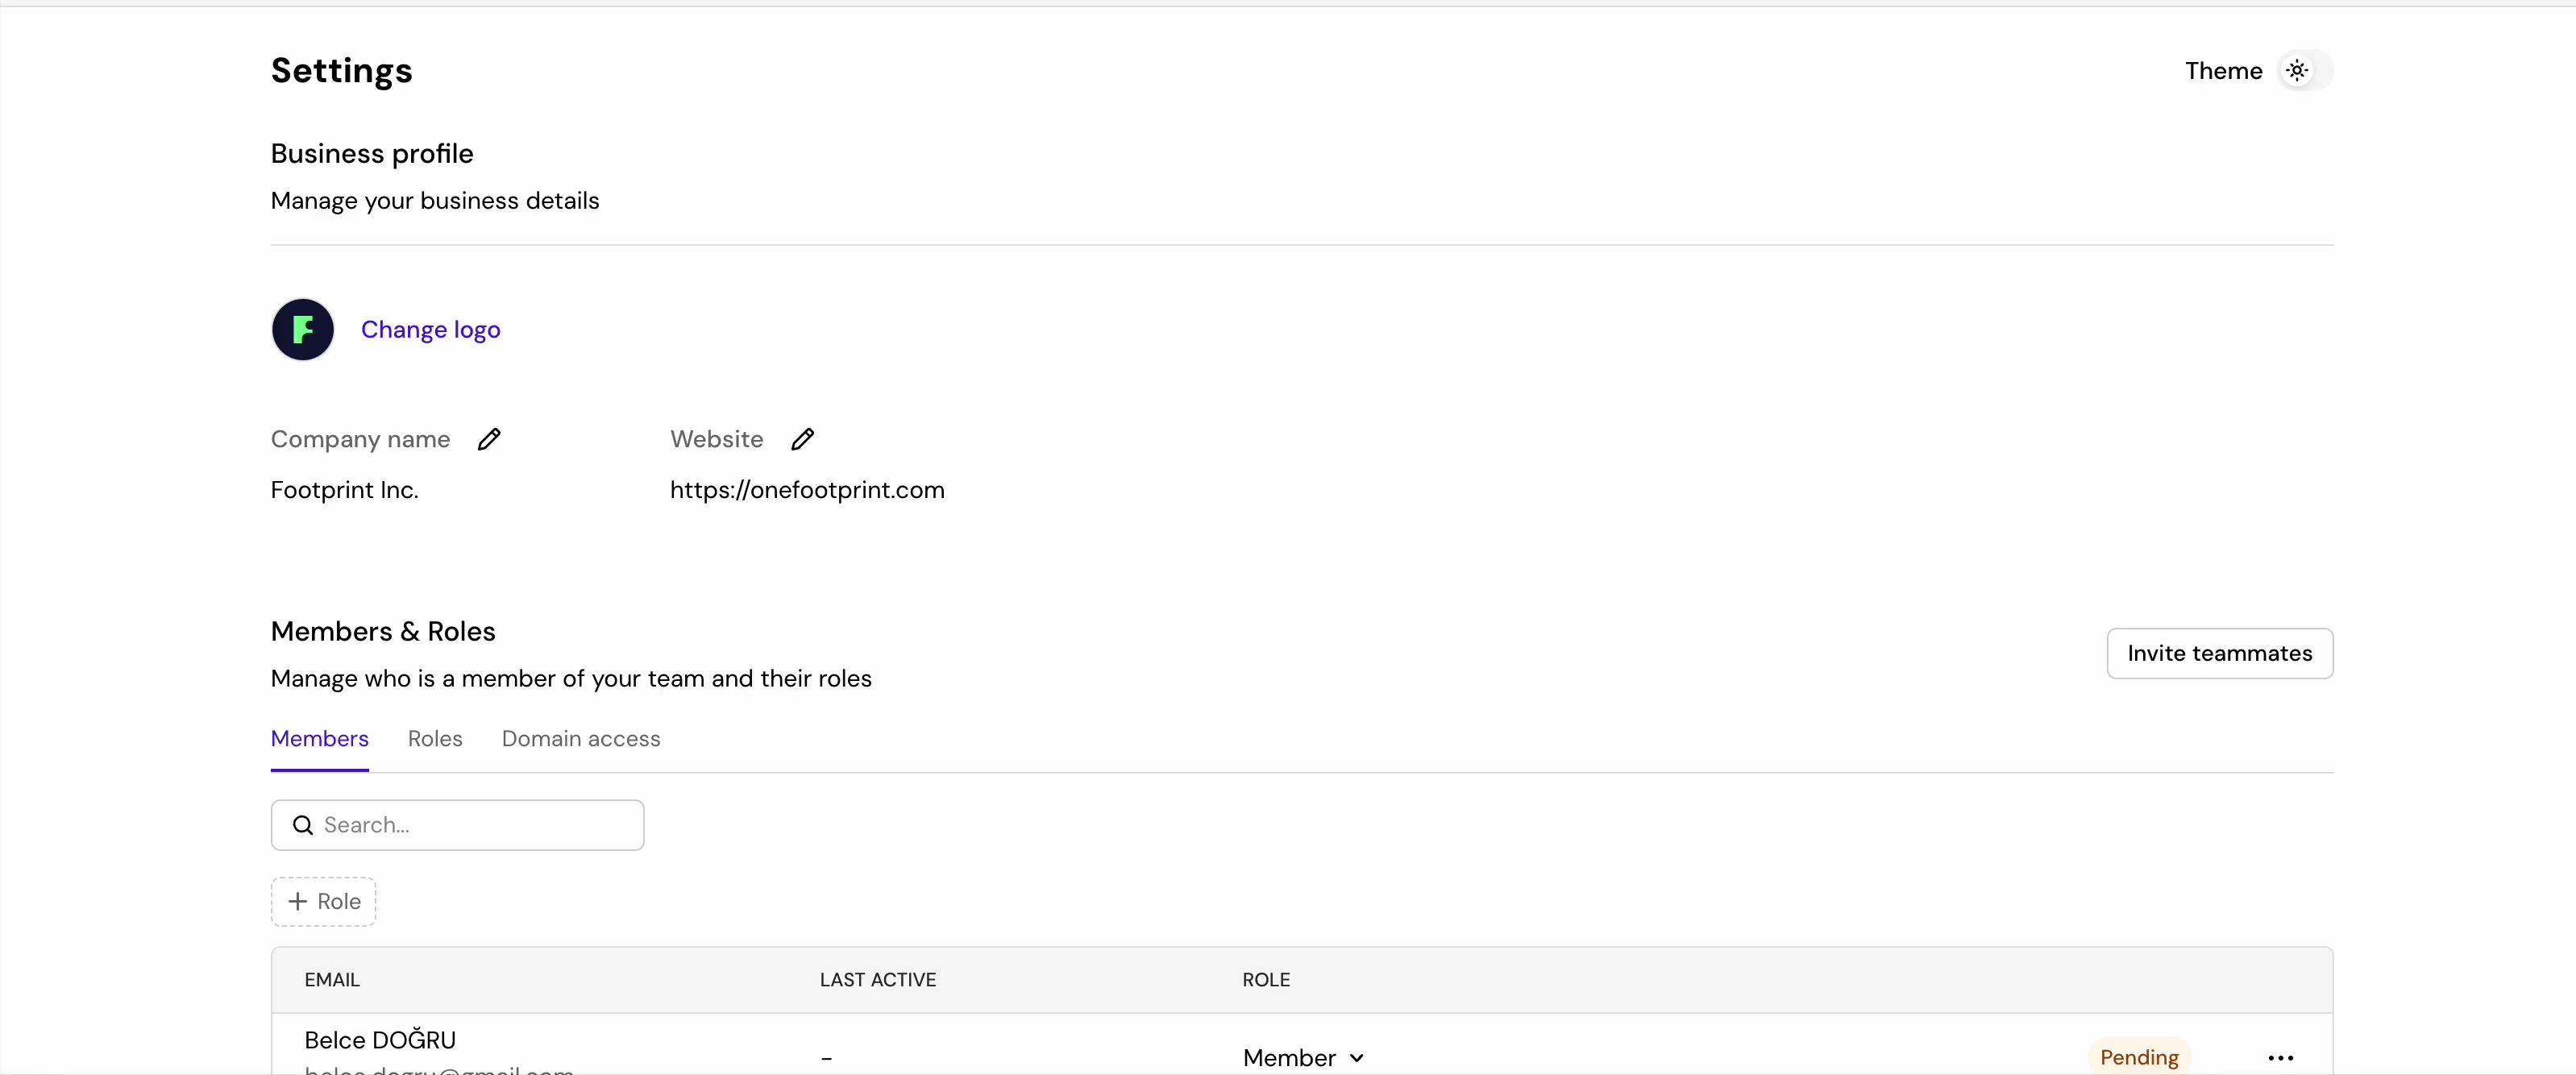 Settings
Theme
Business profile
Manage your business details
Change logo
Company name
Website
Footprint Inc.
https://onefootprint.com
Members & Roles
Manage who is a member of your team and their roles
Invite teammates
Members Roles Domain access
Search...
+ Role
EMAIL LAST ACTIVE ROLE
Belce DOĞRU
– Member Pending